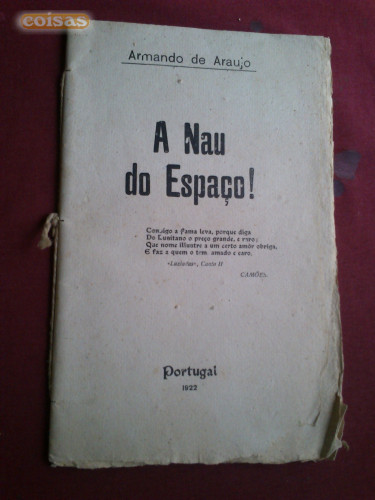 coisas
Armando de Araujo
A Nau
do Espaço!
Comsigo a Fama leva, porque diga
Do Lusitano o preço grande, e raro;
Que nome illustre a um certo amôr obriga,
E faz a quem o tem, amado e caro.
«Lusiadas», Canto II
CAMÕES.
Portugal
1922